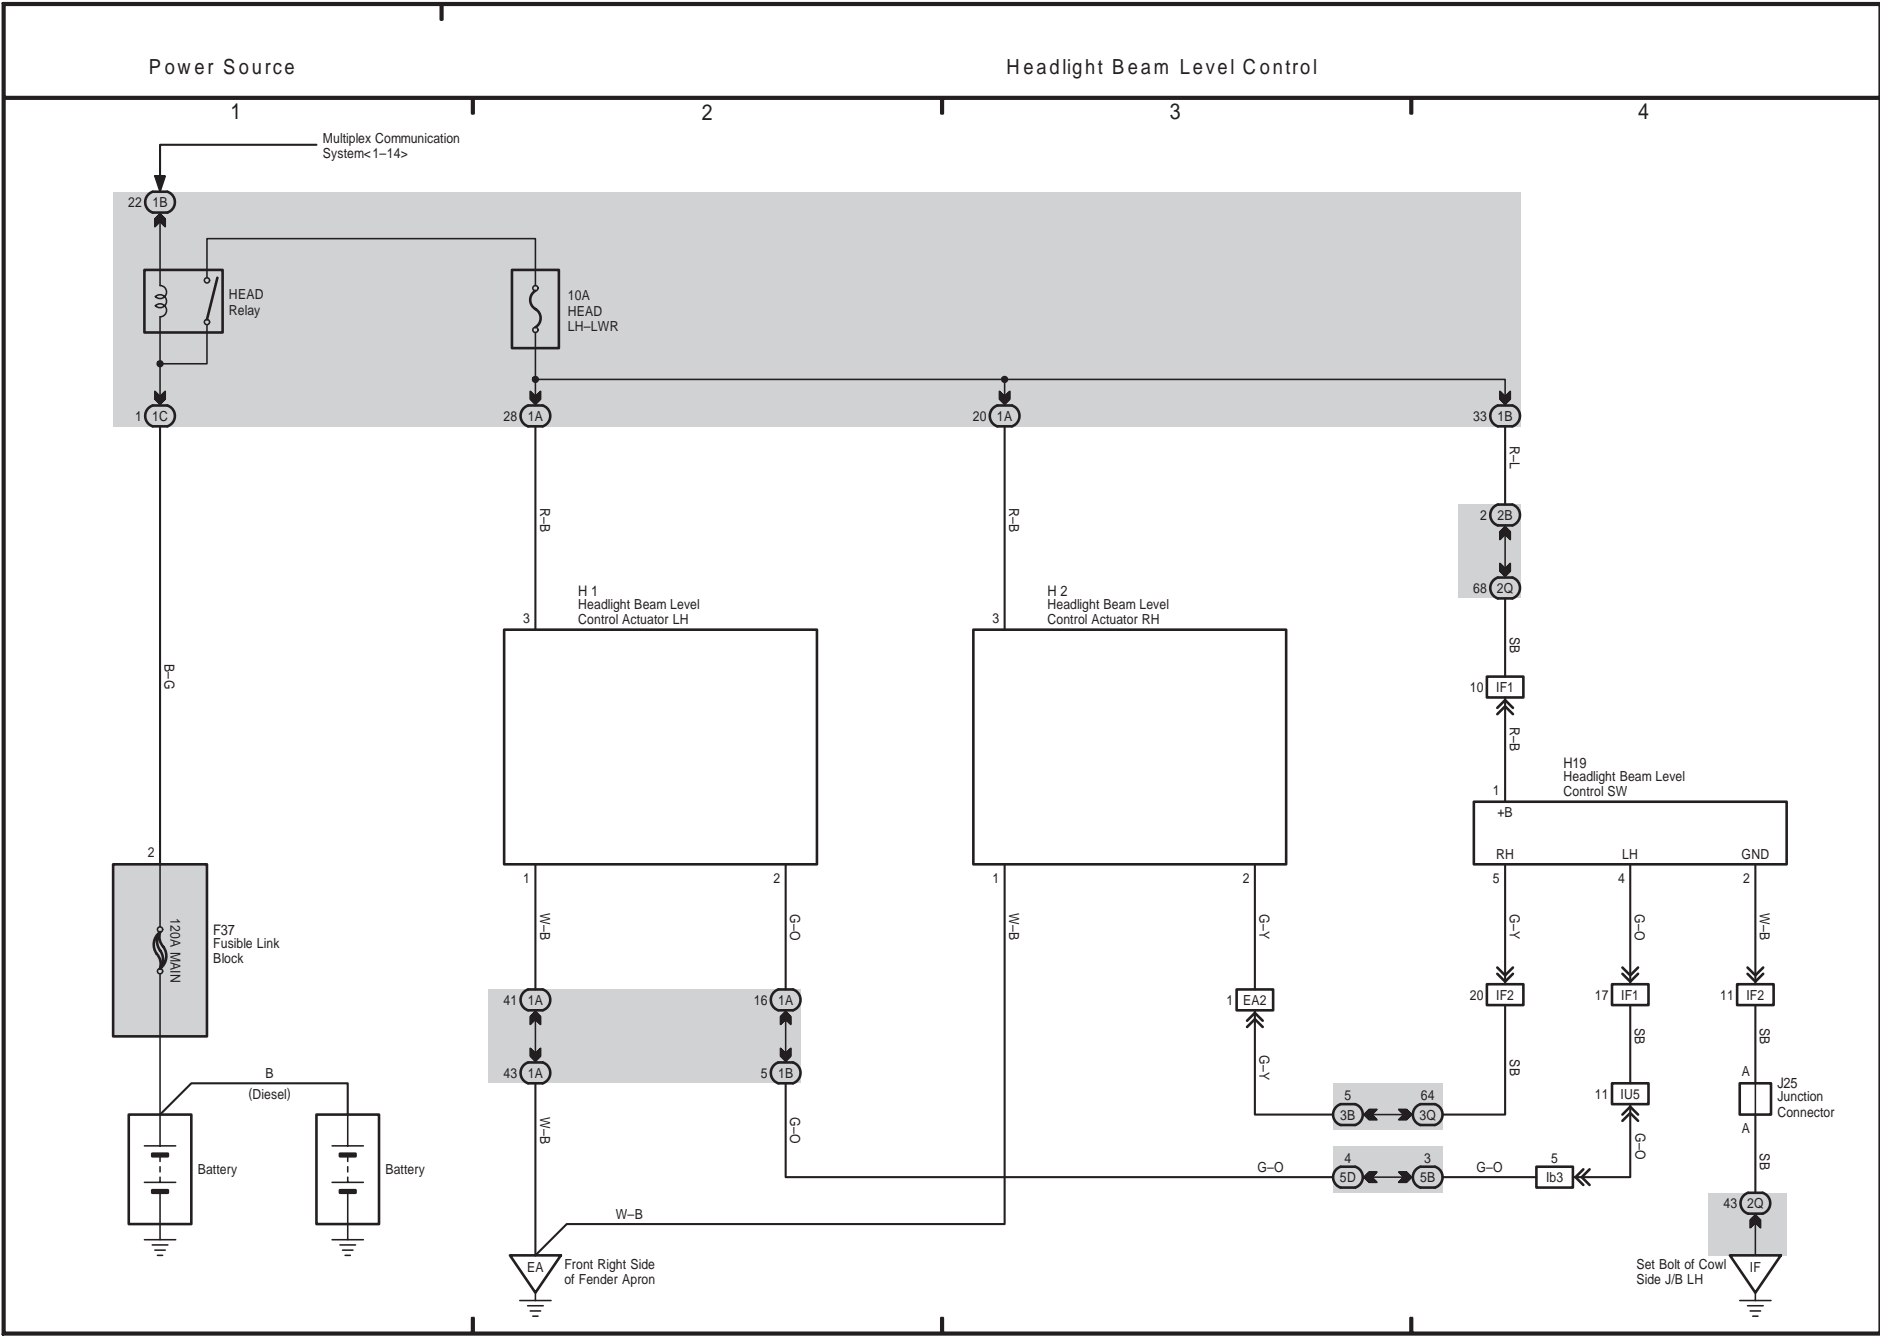 Power Source
Headlight Beam Level Control
1
2
3
4
Multiplex Communication
System<1–14>
22
1B
HEAD
Relay
10A
HEAD
LH–LWR
1
1C
28
1A
20
1A
33
1B
R–L
2
2B
68
2Q
SB
10
IF1
R–B
R–B
R–B
B–G
H 1
Headlight Beam Level
Control Actuator LH
3
H 2
Headlight Beam Level
Control Actuator RH
3
H19
Headlight Beam Level
Control SW
1
+B
RH
LH
GND
2
1
2
1
2
5
4
2
120A MAIN
F37
Fusible Link
Block
W–B
G–O
W–B
G–Y
G–Y
G–O
W–B
41
1A
16
1A
1
EA2
20
IF2
17
IF1
11
IF2
43
1A
5
1B
G–Y
SB
SB
SB
B
(Diesel)
5
3B
64
3Q
11
IU5
A
J25
Junction
Connector
A
W–B
G–O
G–O
SB
Battery
Battery
G–O
4
5D
3
5B
G–O
5
Ib3
43
2Q
W–B
EA
Front Right Side
of Fender Apron
Set Bolt of Cowl
Side J/B LH
IF